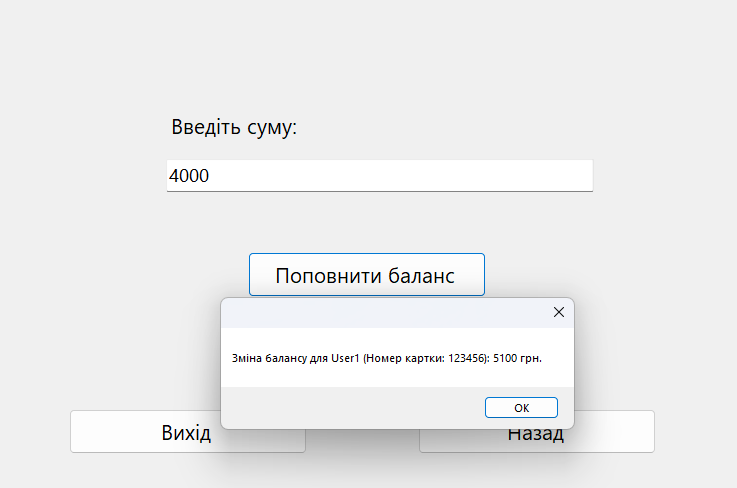 Введіть суму:
4000
Поповнити баланс
Зміна балансу для User1 (Номер картки: 123456): 5100 грн.
OK
Вихід
Назад